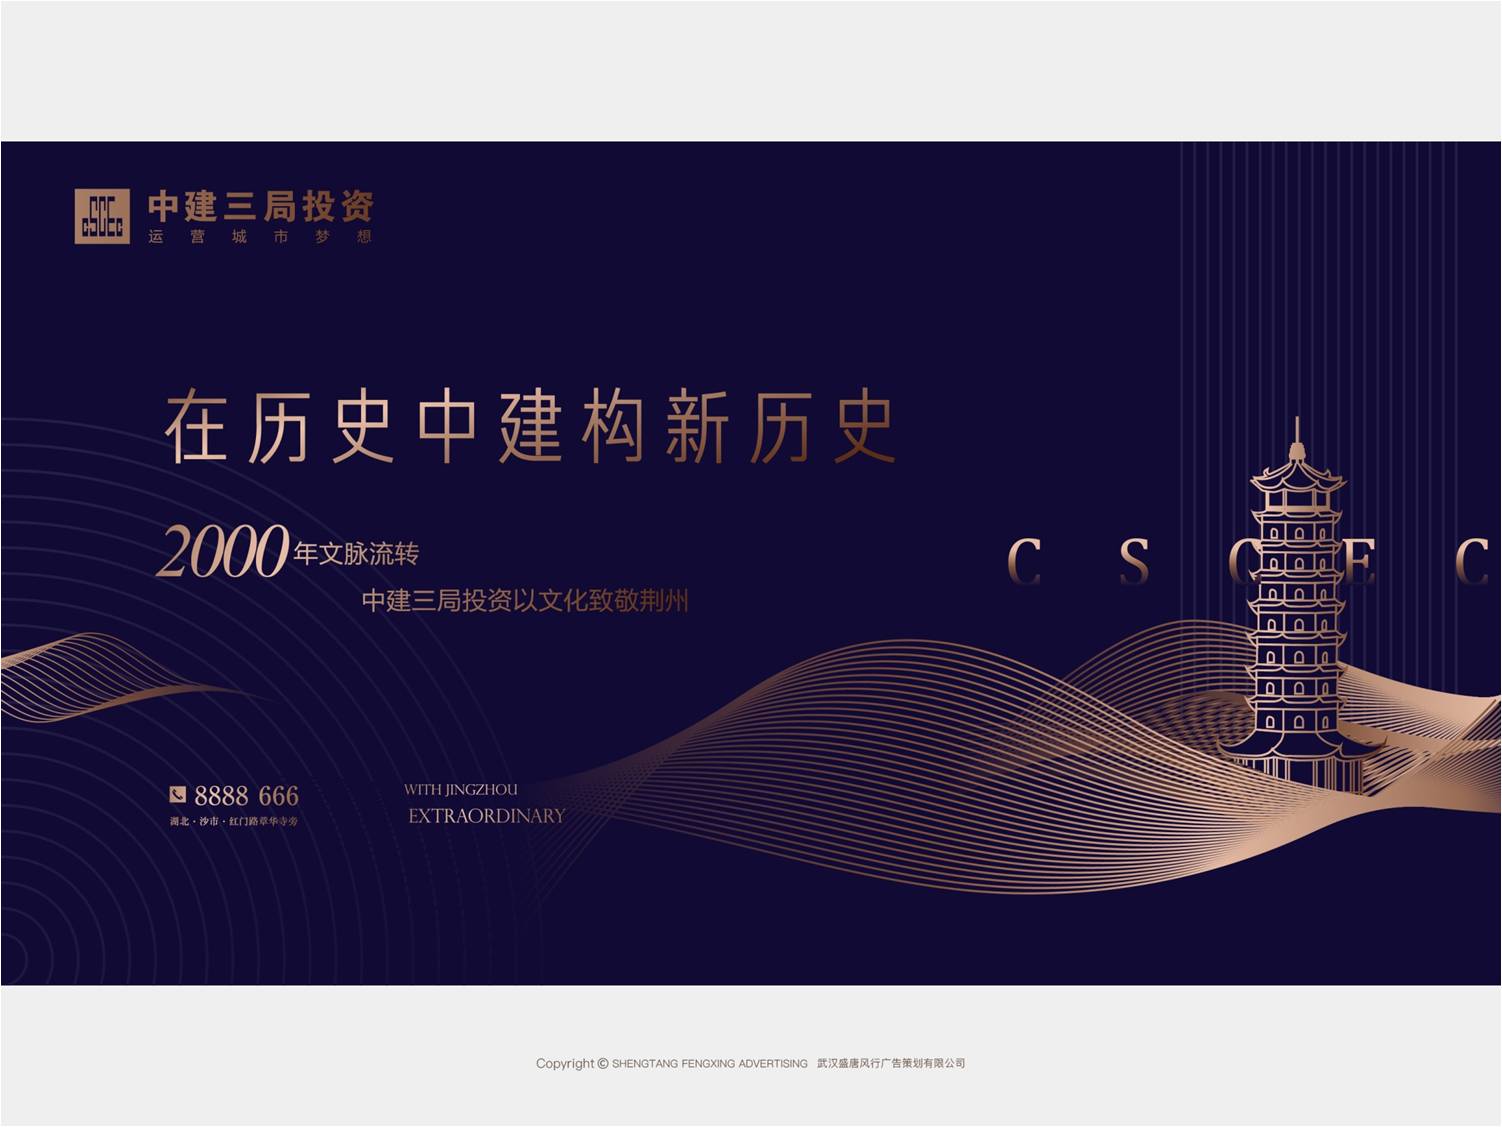 CSCEC
中建三局投资
运营城市梦想
在历史中建构新历史
2000年文脉流转
中建三局投资以文化致敬荆州
C S C E C
8888 666
湖北·沙市·红门路章华寺旁
WITH JINGZHOU
EXTRAORDINARY
Copyright © SHENGTANG FENGXING ADVERTISING 武汉盛唐风行广告策划有限公司